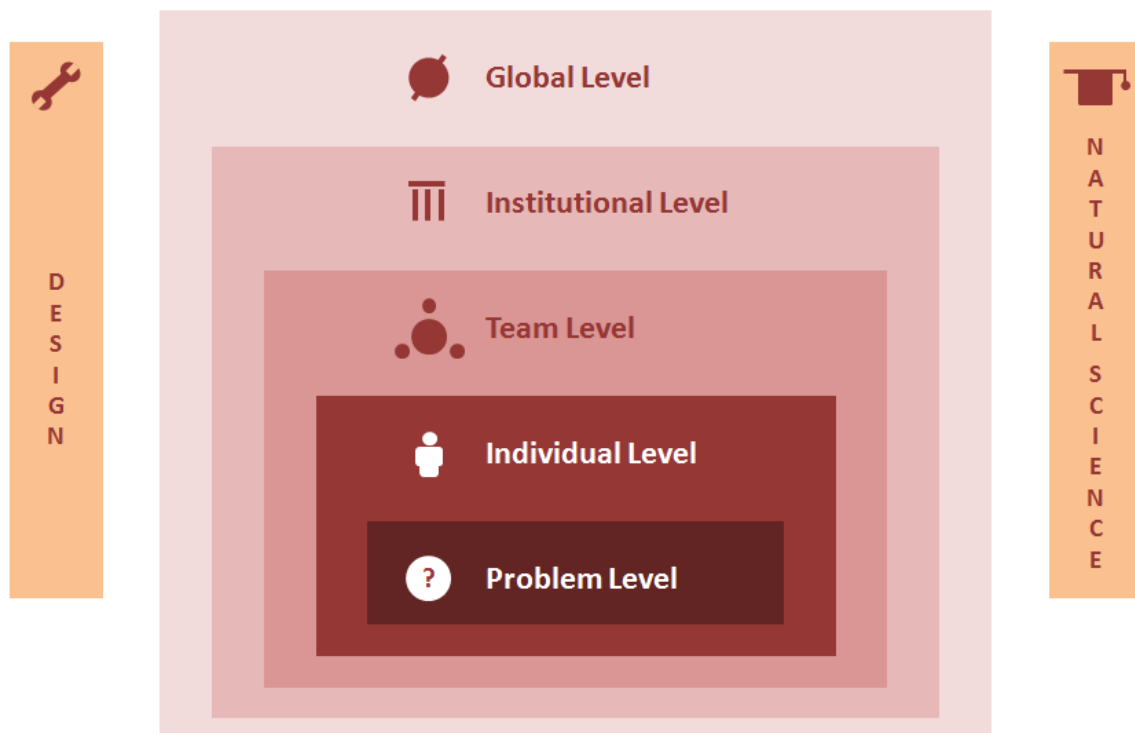 DESIGN
Global Level
Institutional Level
Team Level
Individual Level
? Problem Level
NATURAL SCIENCE